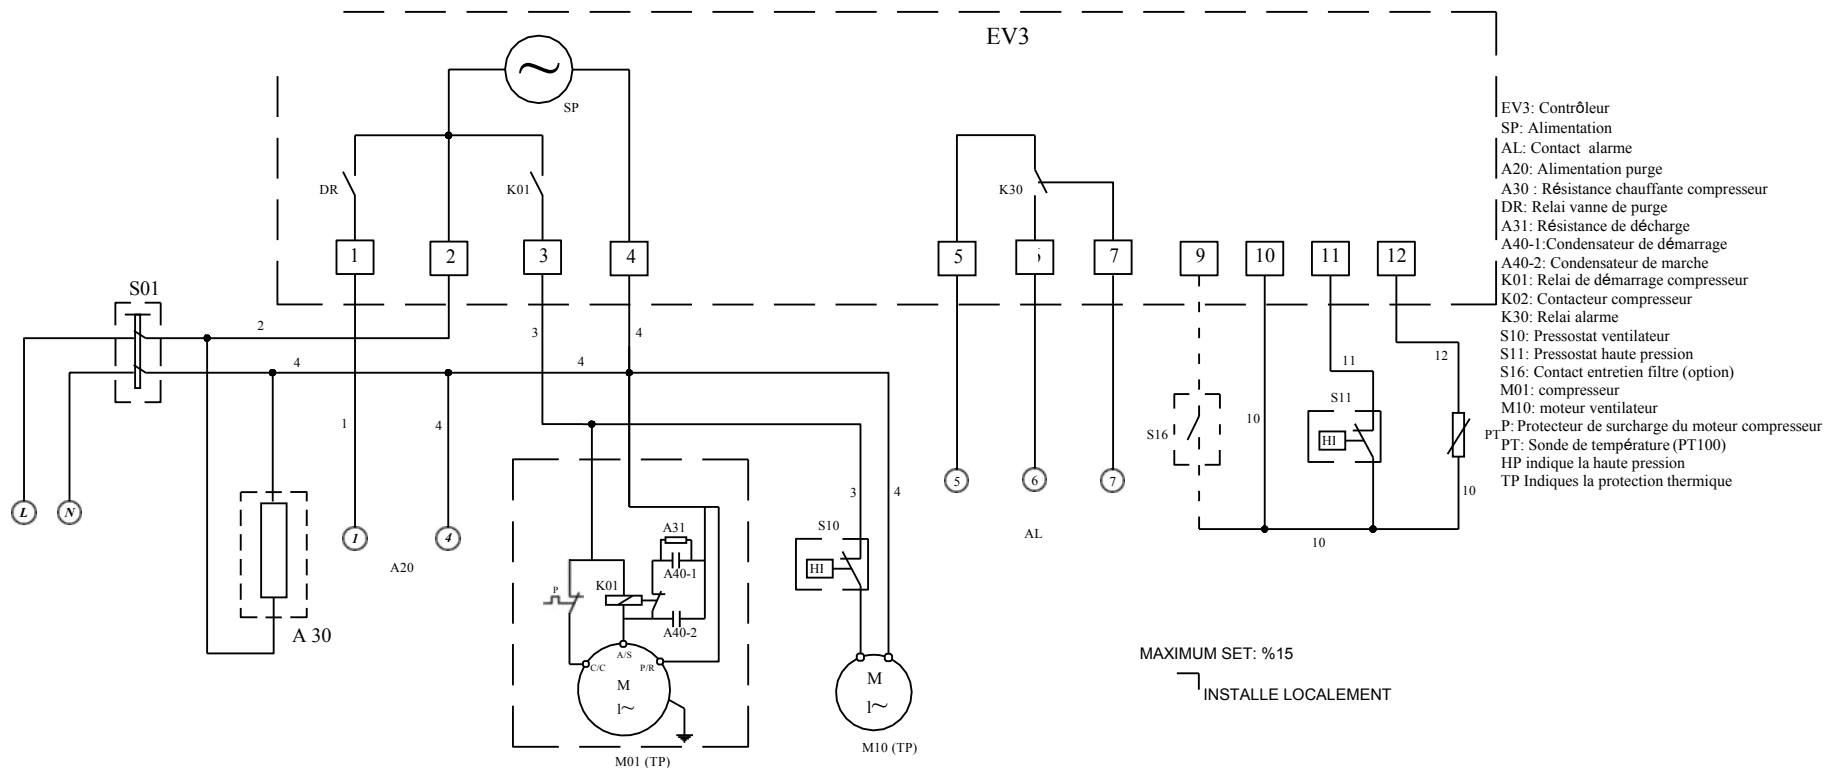 EV3
SP
DR
K01
K30
1
2
3
4
5
6
7
9
10
11
12
S01
2
3
4
4
4
11
12
1
4
10
S16
S11
HI
PT
3
4
10
10
L
N
1
4
A20
5
6
7
AL
A 30
S10
HI
A31
A40-1
P
K01
A40-2
C/C
A/S
P/R
M
1~
M01 (TP)
M
1~
M10 (TP)
EV3: Contrôleur
SP: Alimentation
AL: Contact alarme
A20: Alimentation purge
A30 : Résistance chauffante compresseur
DR: Relai vanne de purge
A31: Résistance de décharge
A40-1:Condensateur de démarrage
A40-2: Condensateur de marche
K01: Relai de démarrage compresseur
K02: Contacteur compresseur
K30: Relai alarme
S10: Pressostat ventilateur
S11: Pressostat haute pression
S16: Contact entretien filtre (option)
M01: compresseur
M10: moteur ventilateur
P: Protecteur de surcharge du moteur compresseur
PT: Sonde de température (PT100)
HP indique la haute pression
TP Indiques la protection thermique
MAXIMUM SET: %15
INSTALLE LOCALEMENT